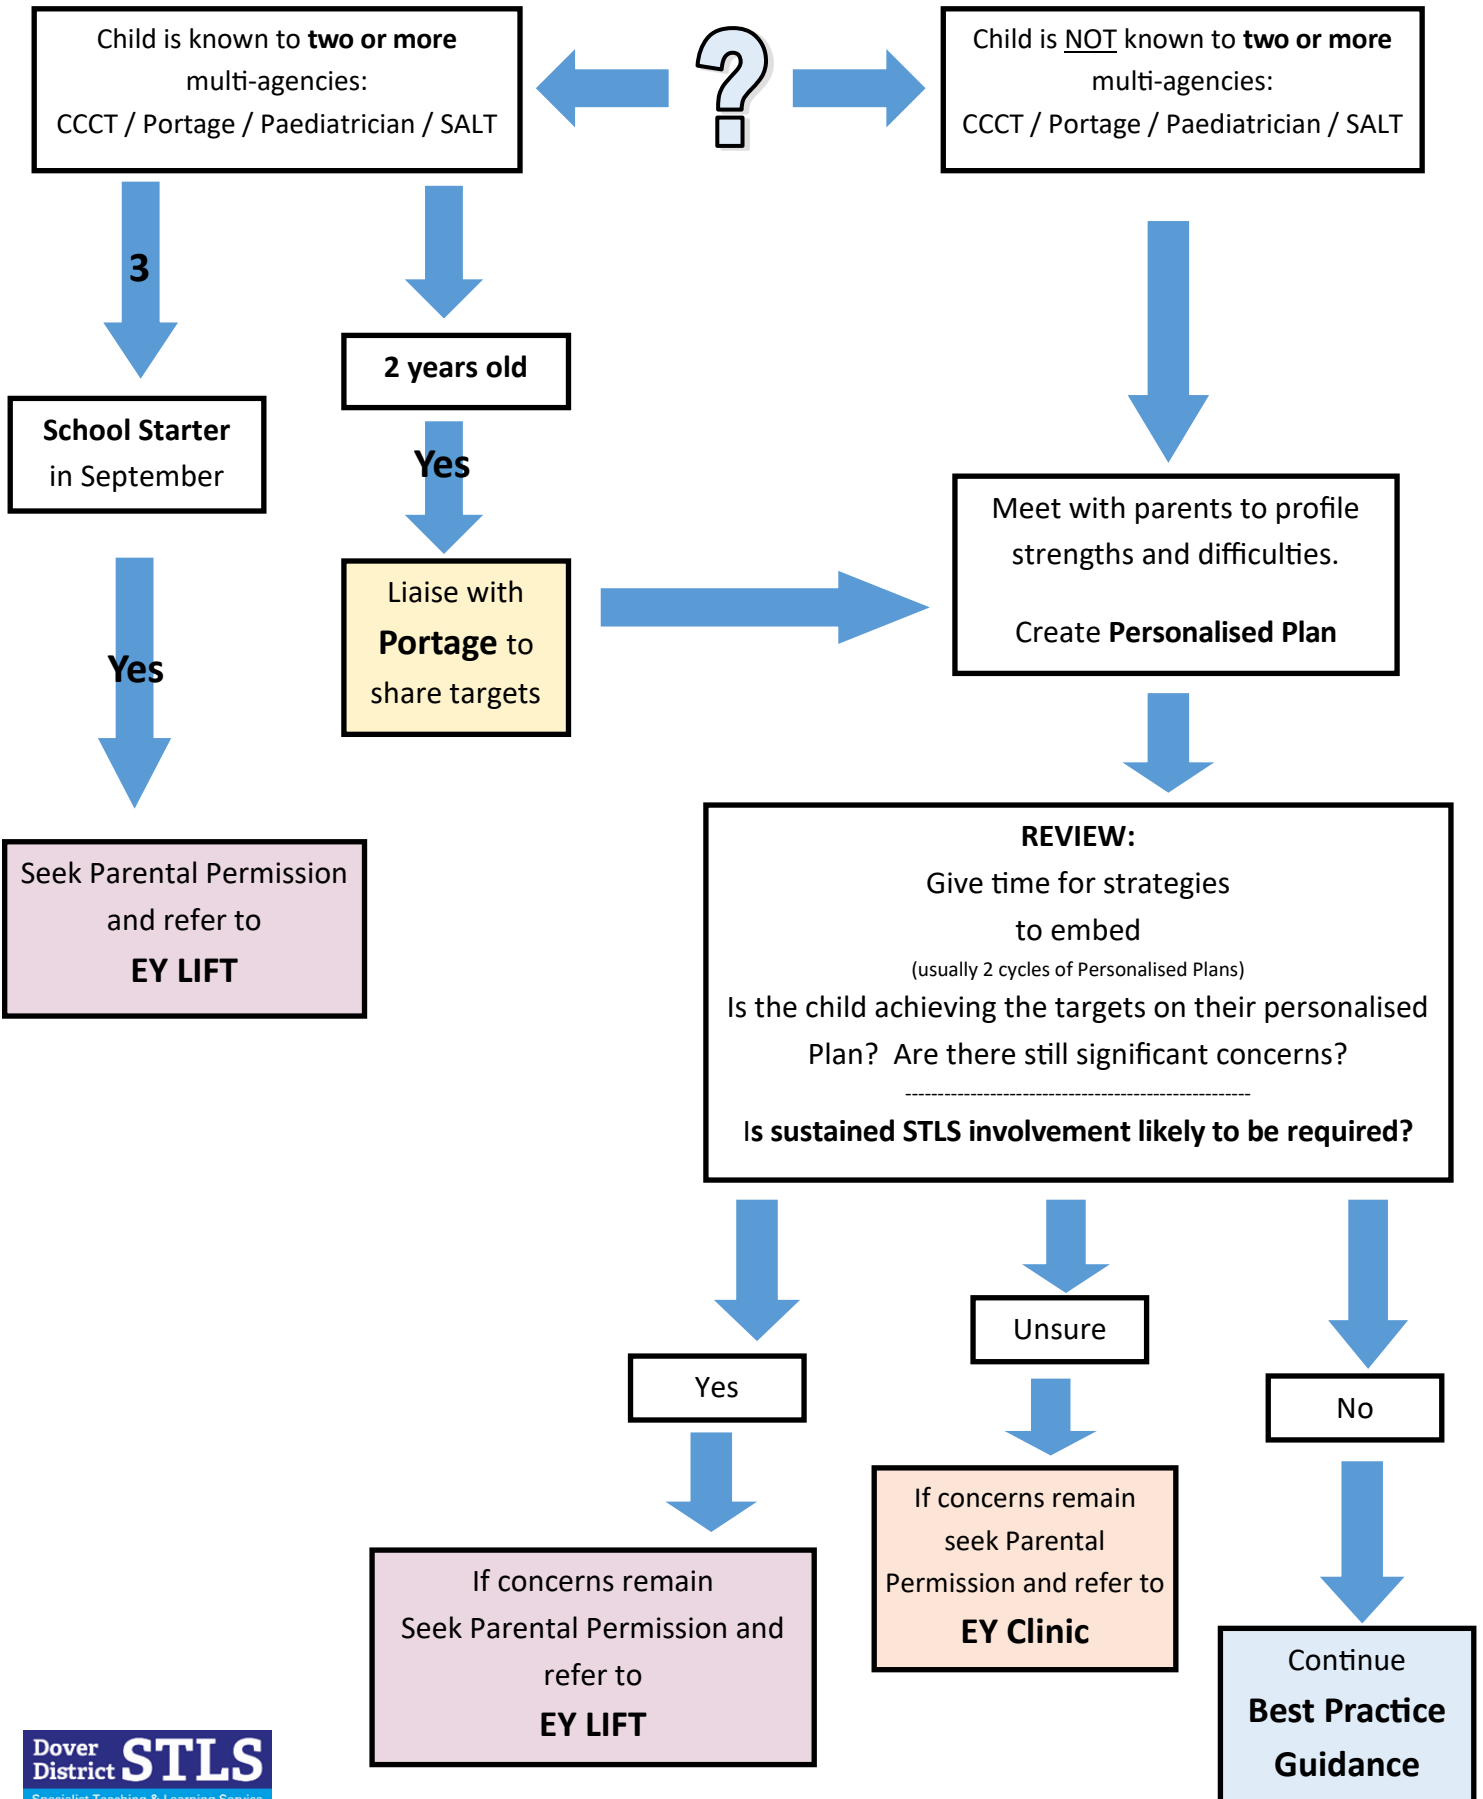 Child is known to two or more
multi-agencies:
CCCT / Portage / Paediatrician / SALT
?
Child is NOT known to two or more
multi-agencies:
CCCT / Portage / Paediatrician / SALT
3
2 years old
School Starter
in September
Yes
Yes
Liaise with
Portage to
share targets
Meet with parents to profile
strengths and difficulties.
Create Personalised Plan
Seek Parental Permission
and refer to
EY LIFT
REVIEW:
Give time for strategies
to embed
(usually 2 cycles of Personalised Plans)
Is the child achieving the targets on their personalised
Plan? Are there still significant concerns?
Is sustained STLS involvement likely to be required?
Yes
Unsure
No
If concerns remain
Seek Parental Permission and
refer to
EY LIFT
If concerns remain
seek Parental
Permission and refer to
EY Clinic
Continue
Best Practice
Guidance
Dover
District STLS
Specialist Teaching & Learning Service